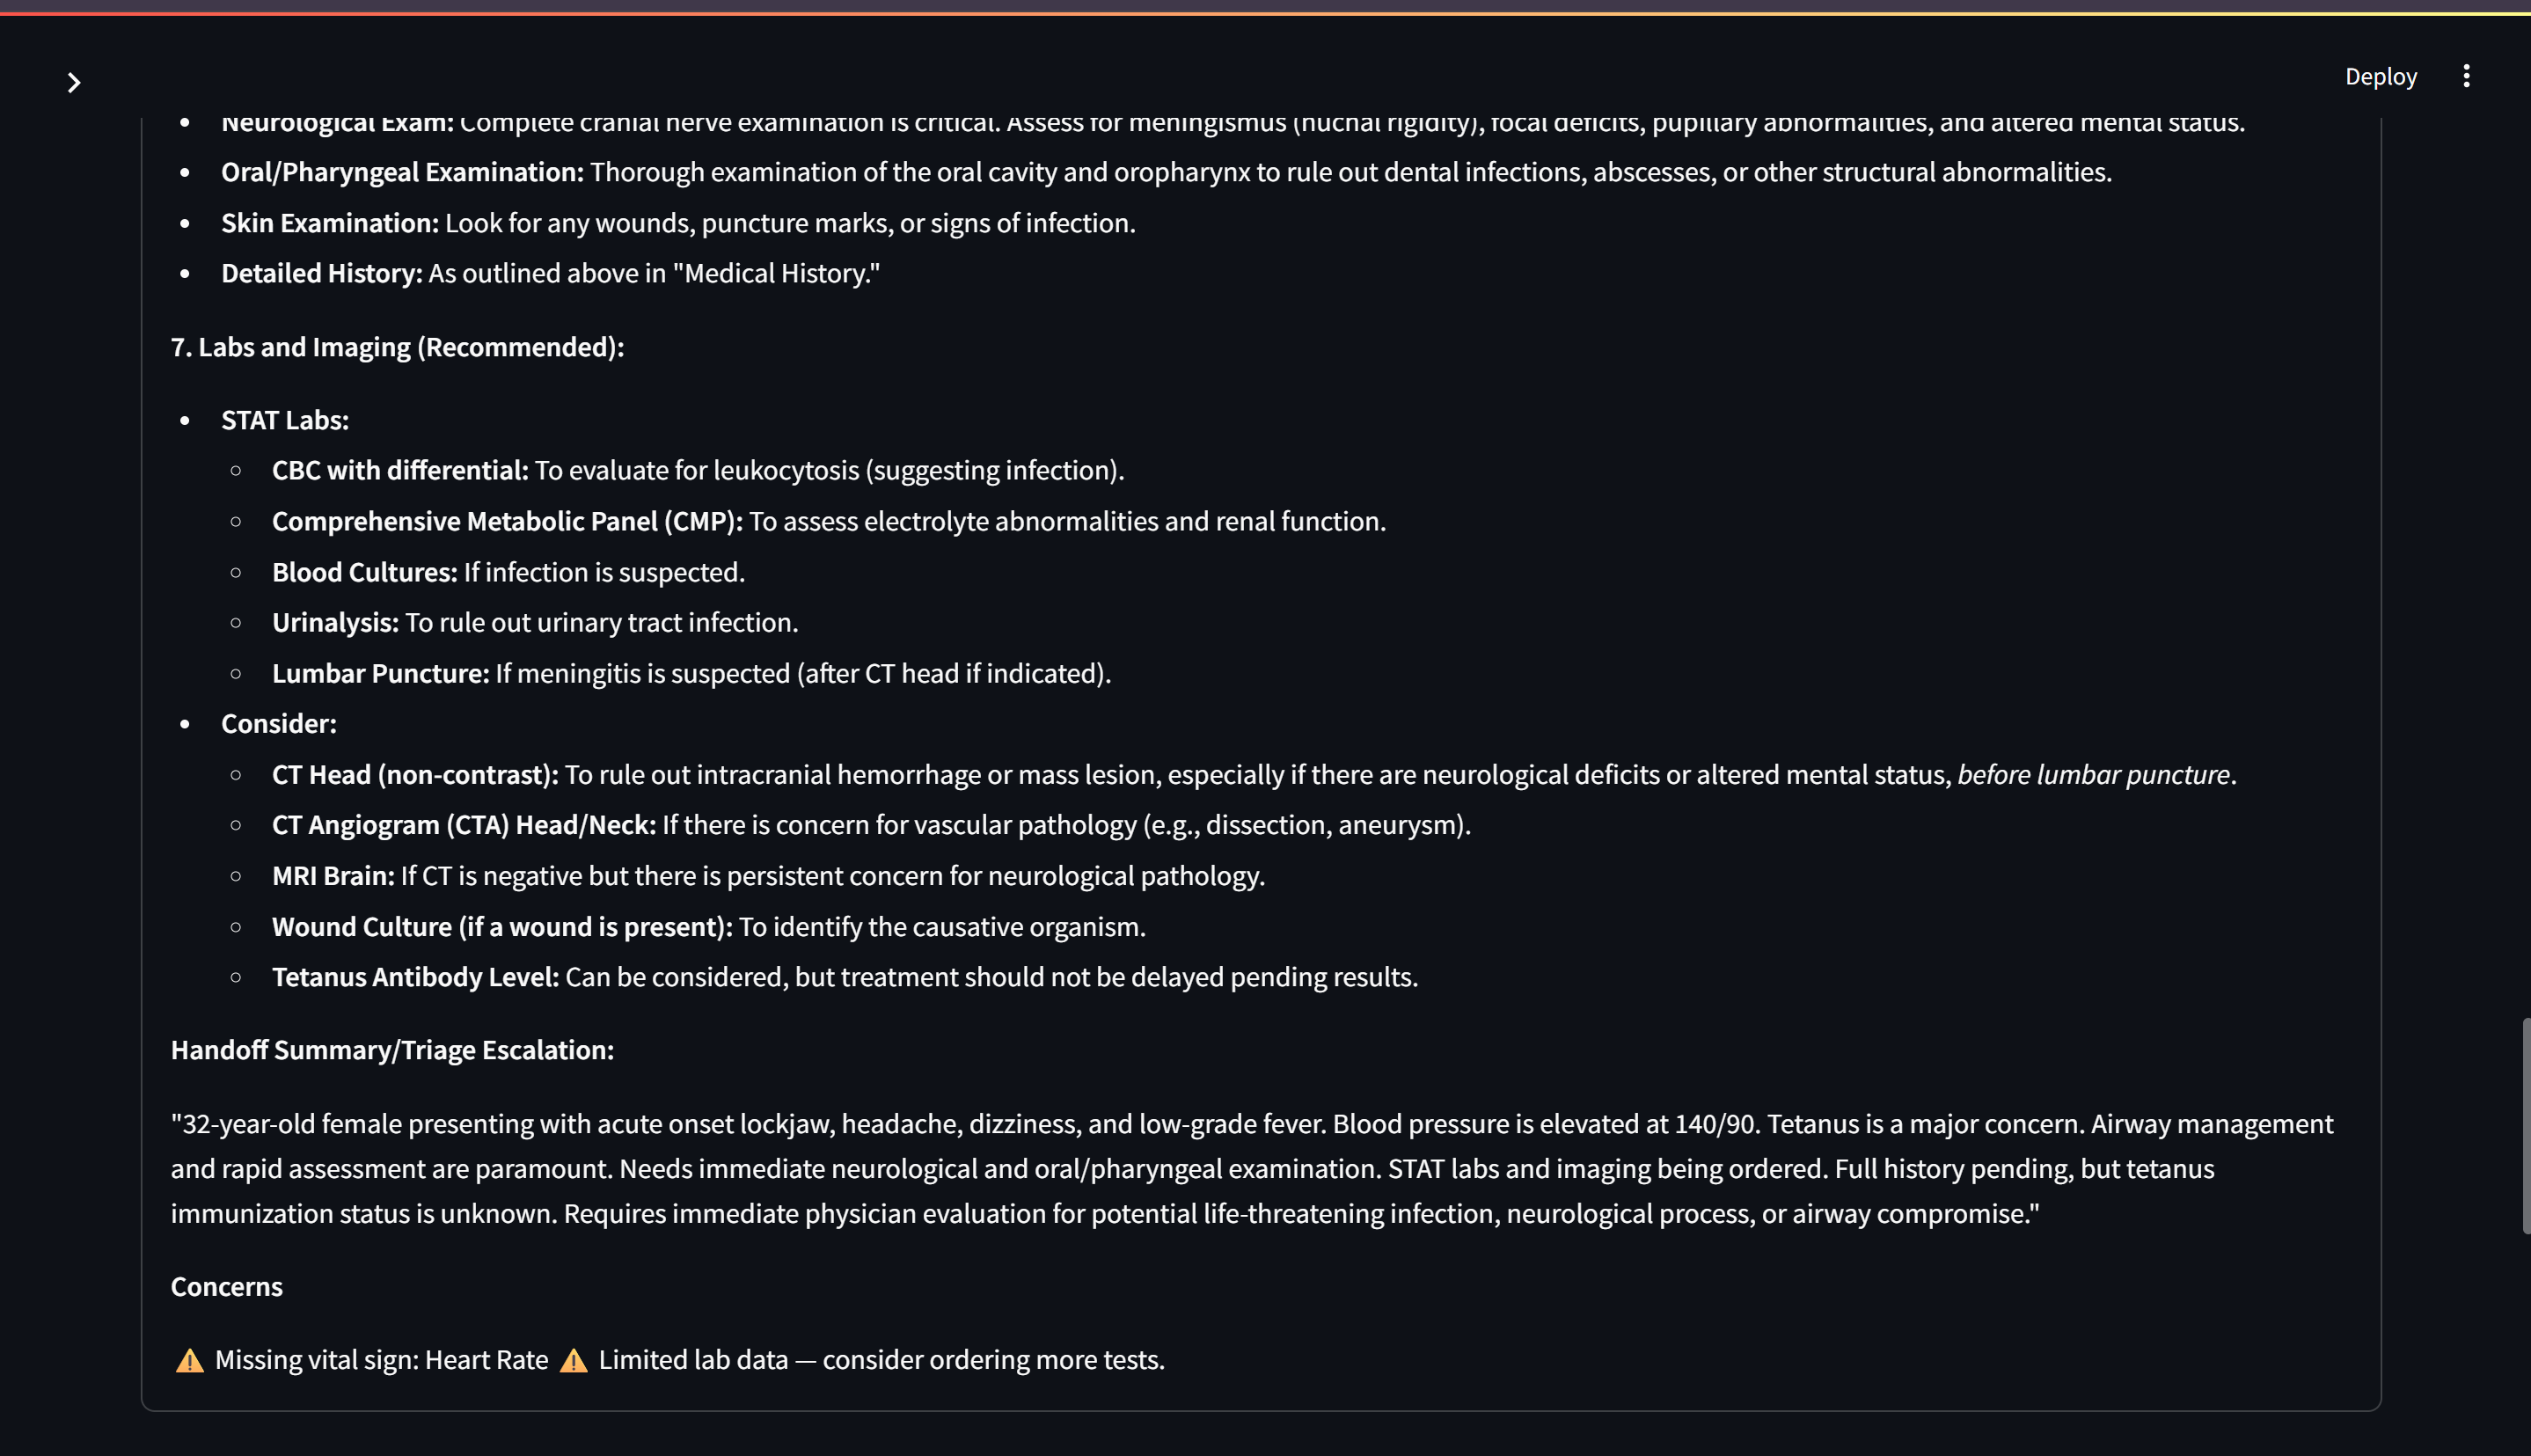 Deploy
Neurological Exam: Complete cranial nerve examination is critical. Assess for meningismus (nuchal rigidity), focal deficits, pupillary abnormalities, and altered mental status.
Oral/Pharyngeal Examination: Thorough examination of the oral cavity and oropharynx to rule out dental infections, abscesses, or other structural abnormalities.
Skin Examination: Look for any wounds, puncture marks, or signs of infection.
Detailed History: As outlined above in "Medical History."
7. Labs and Imaging (Recommended):
STAT Labs:
CBC with differential: To evaluate for leukocytosis (suggesting infection).
Comprehensive Metabolic Panel (CMP): To assess electrolyte abnormalities and renal function.
Blood Cultures: If infection is suspected.
Urinalysis: To rule out urinary tract infection.
Lumbar Puncture: If meningitis is suspected (after CT head if indicated).
Consider:
CT Head (non-contrast): To rule out intracranial hemorrhage or mass lesion, especially if there are neurological deficits or altered mental status, before lumbar puncture.
CT Angiogram (CTA) Head/Neck: If there is concern for vascular pathology (e.g., dissection, aneurysm).
MRI Brain: If CT is negative but there is persistent concern for neurological pathology.
Wound Culture (if a wound is present): To identify the causative organism.
Tetanus Antibody Level: Can be considered, but treatment should not be delayed pending results.
Handoff Summary/Triage Escalation:
"32-year-old female presenting with acute onset lockjaw, headache, dizziness, and low-grade fever. Blood pressure is elevated at 140/90. Tetanus is a major concern. Airway management
and rapid assessment are paramount. Needs immediate neurological and oral/pharyngeal examination. STAT labs and imaging being ordered. Full history pending, but tetanus
immunization status is unknown. Requires immediate physician evaluation for potential life-threatening infection, neurological process, or airway compromise."
Concerns
⚠️ Missing vital sign: Heart Rate ⚠️ Limited lab data — consider ordering more tests.